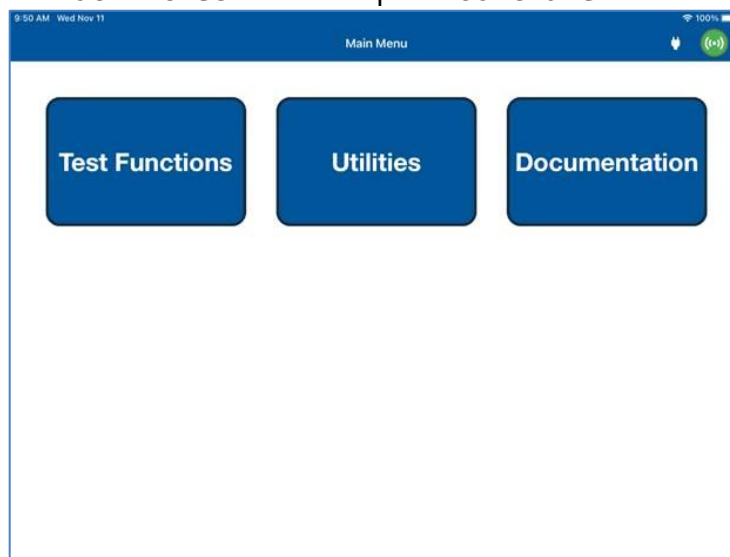 9:50 AM Wed Nov 11
100%
Main Menu
Test Functions
Utilities
Documentation